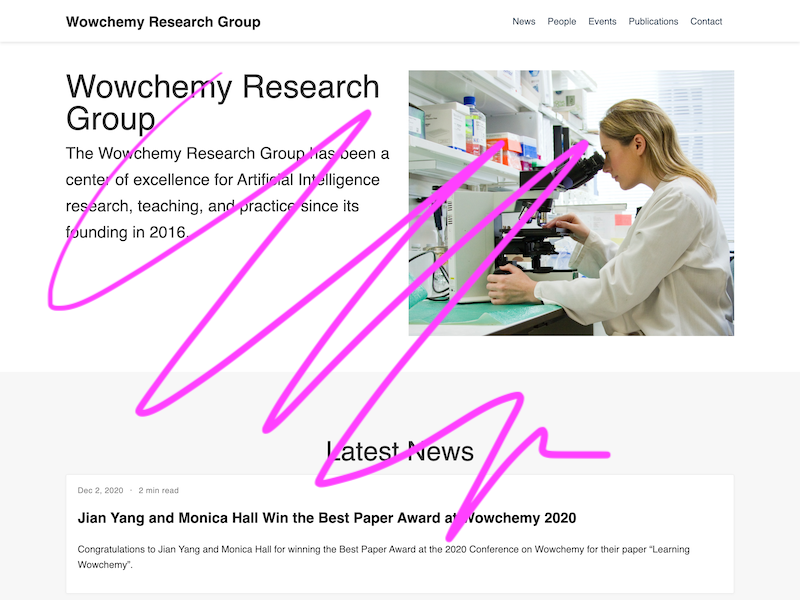 Wowchemy Research Group
News People Events Publications Contact
Wowchemy Research
Group
The Wowchemy Research Group has been a
center of excellence for Artificial Intelligence
research, teaching, and practice since its
founding in 2016.
Latest News
Dec 2, 2020 · 2 min read
Jian Yang and Monica Hall Win the Best Paper Award at Wowchemy 2020
Congratulations to Jian Yang and Monica Hall for winning the Best Paper Award at the 2020 Conference on Wowchemy for their paper “Learning
Wowchemy”.